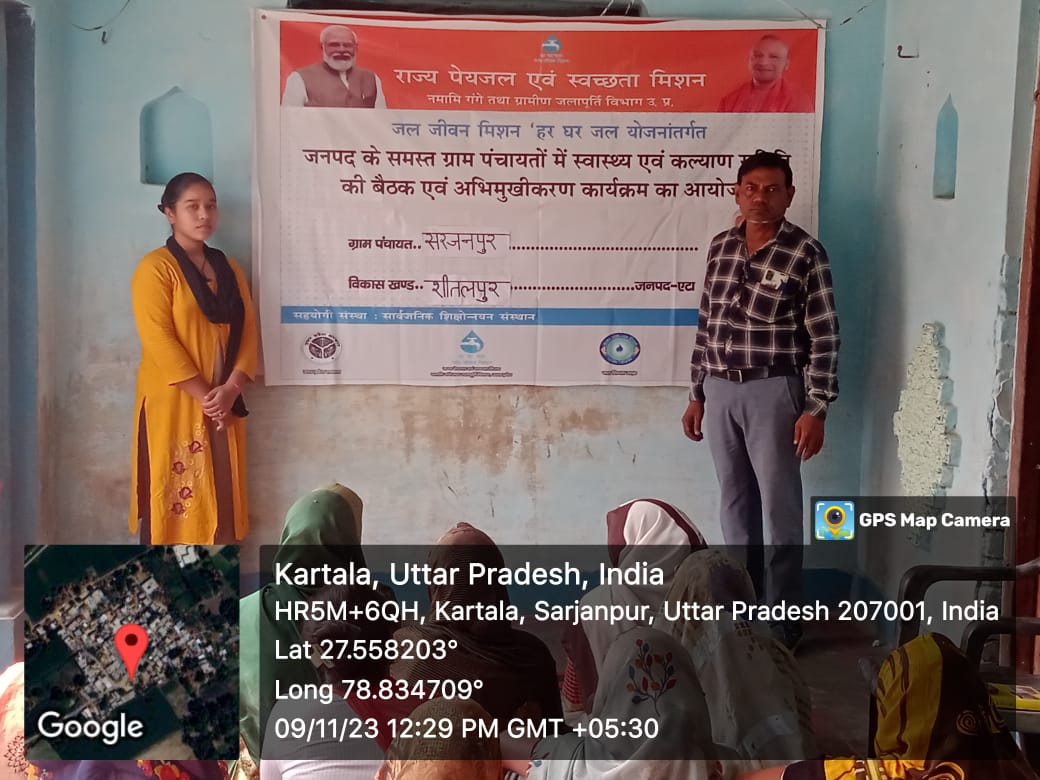 राज्य पेयजल एवं स्वच्छता मिशन
नमामि गंगे तथा ग्रामीण जलापूर्ति विभाग उ. प्र.
जल जीवन मिशन 'हर घर जल योजनांतर्गत
जनपद के समस्त ग्राम पंचायतों में स्वास्थ्य एवं कल्याण
की बैठक एवं अभिमुखीकरण कार्यक्रम का आयो
ग्राम पंचायत.. सरजनपुर ......................................
विकास खण्ड.. शीतलपुर ..........................जनपद-एटा
सहयोगी संस्था : सार्वजनिक शिक्षोन्नयन संस्थान
GPS Map Camera
Kartala, Uttar Pradesh, India
HR5M+6QH, Kartala, Sarjanpur, Uttar Pradesh 207001, India
Lat 27.558203°
Long 78.834709°
09/11/23 12:29 PM GMT +05:30
Google